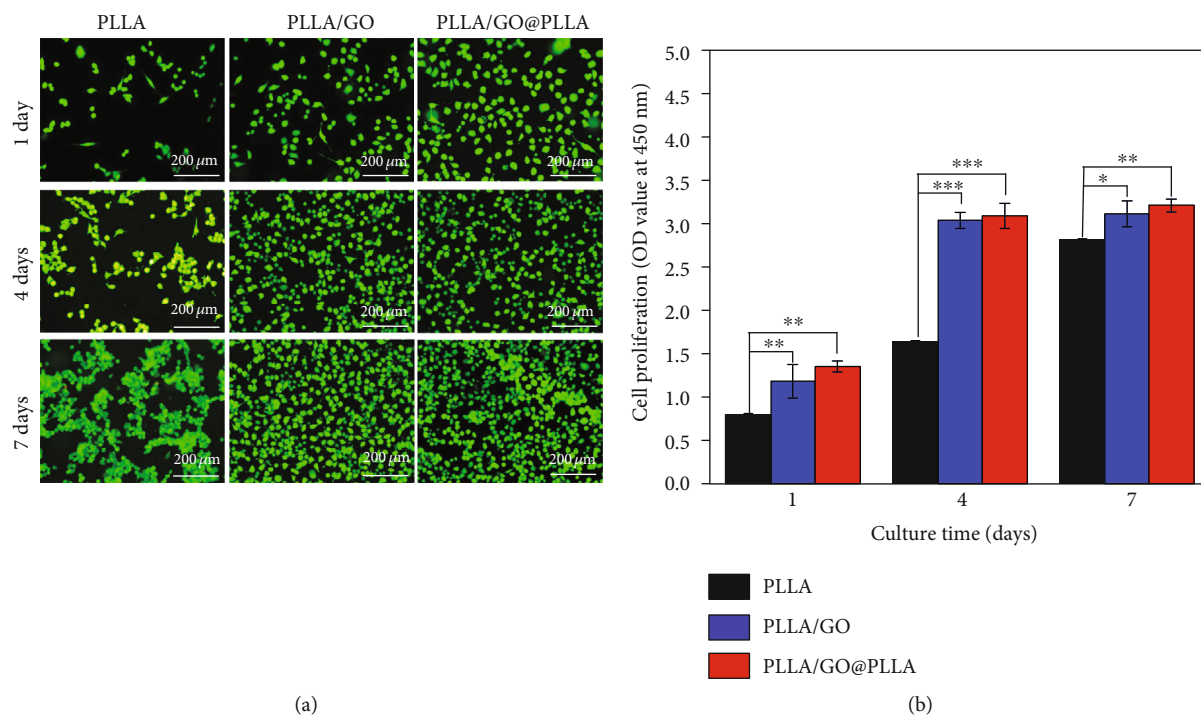 PLLA PLLA/GO PLLA/GO@PLLA
1 day
200 μm 200 μm 200 μm
4 days
200 μm 200 μm 200 μm
7 days
200 μm 200 μm 200 μm
(a)
Cell proliferation (OD value at 450 nm)
5.0
4.5
4.0
3.5
3.0
2.5
2.0
1.5
1.0
0.5
0.0
**
**
***
***
**
*
1 4 7
Culture time (days)
PLLA
PLLA/GO
PLLA/GO@PLLA
(b)